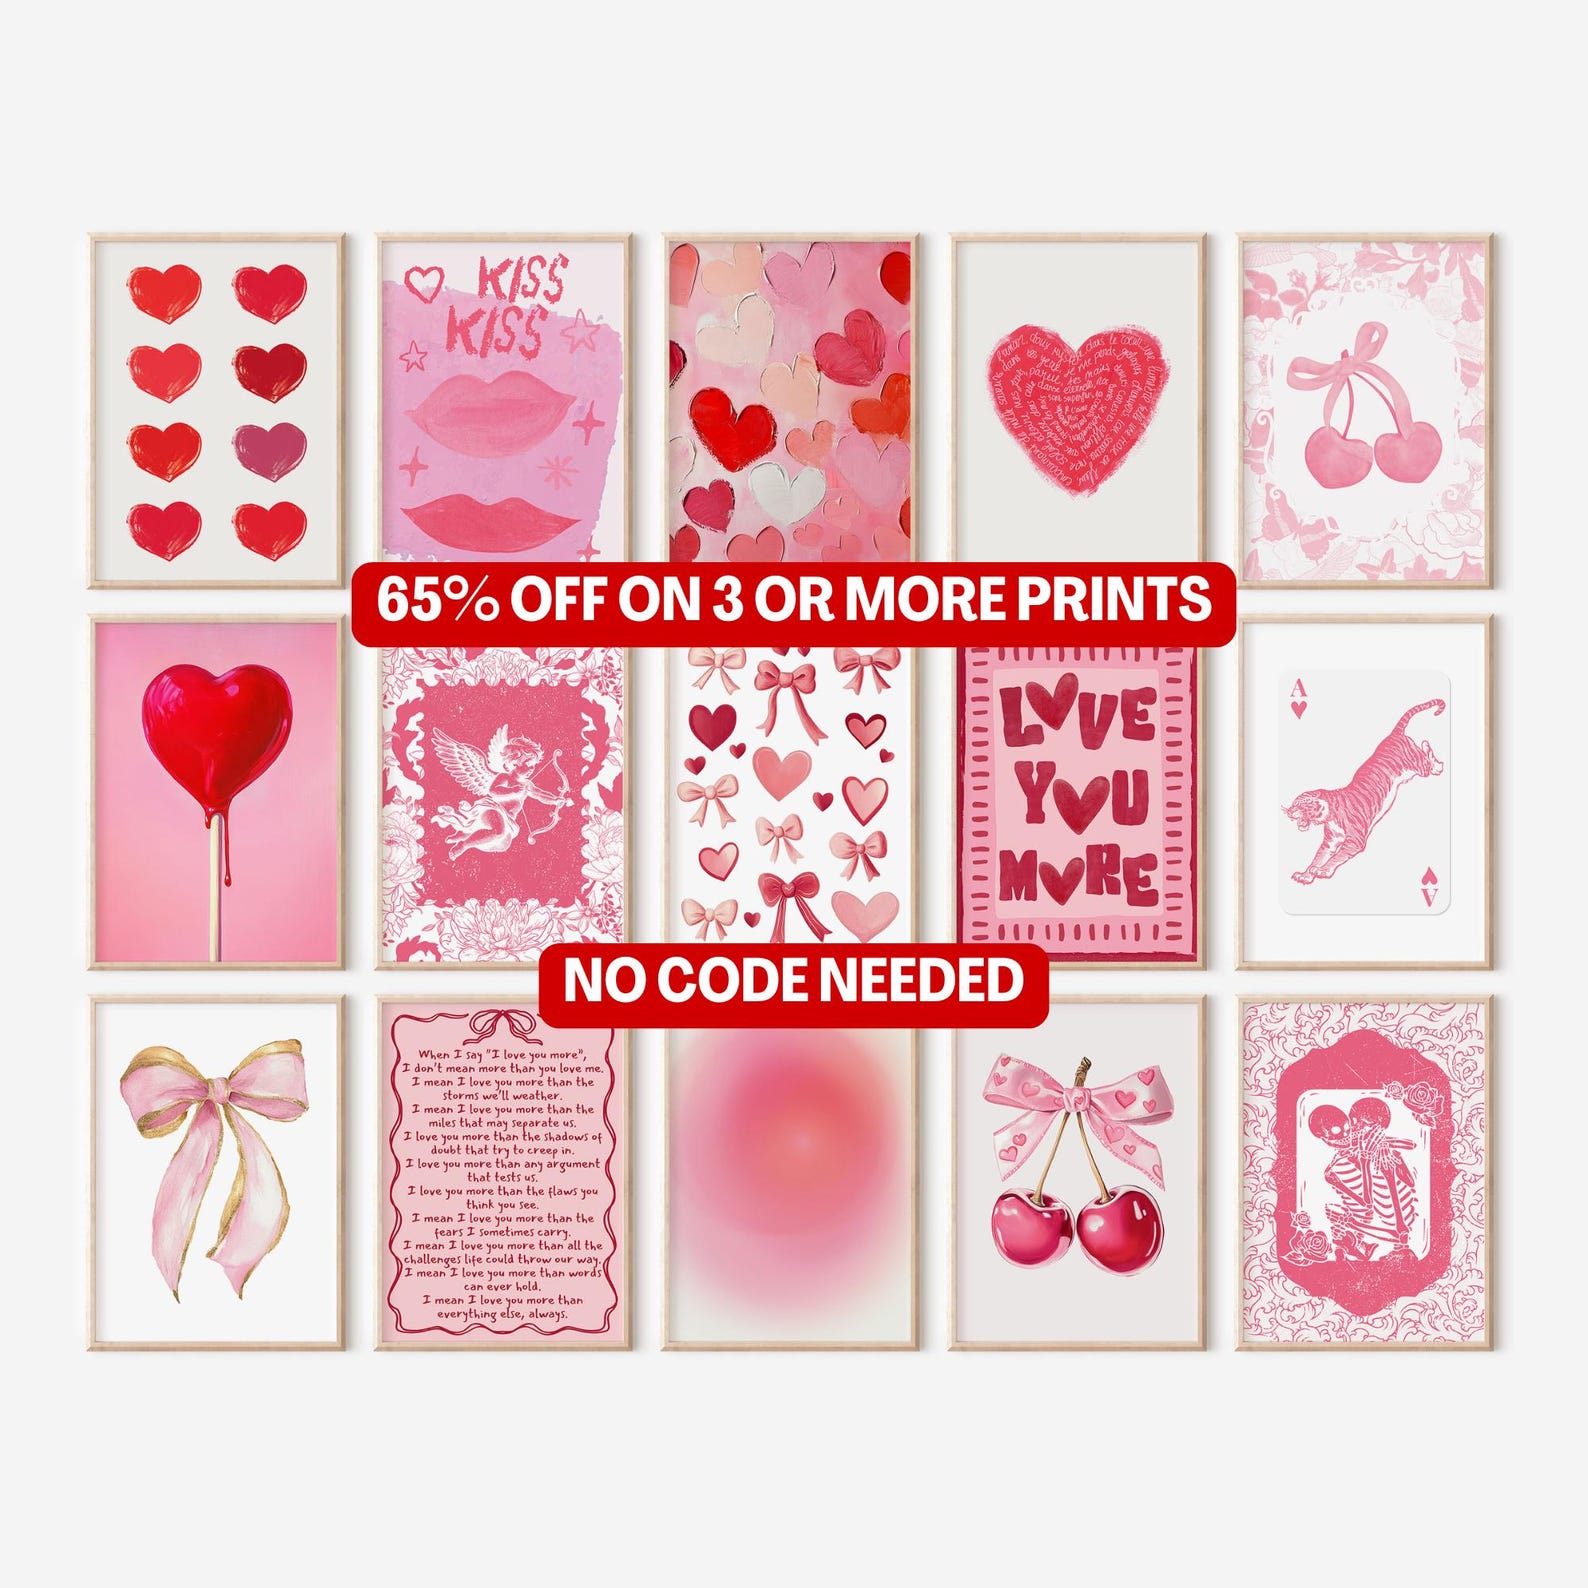 KISS
KISS
65% OFF ON 3 OR MORE PRINTS
LOVE
YOU
MORE
A
A
NO CODE NEEDED
When I say "I love you more",
I don't mean more than you love me.
I mean I love you more than the
storms we'll weather.
I mean I love you more than the
miles that may separate us.
I love you more than the shadows of
doubt that try to creep in.
I love you more than any argument
that tests us.
I love you more than the flaws you
think you see.
I mean I love you more than the
fears I sometimes carry.
I mean I love you more than all the
challenges life could throw our way.
I mean I love you more than words
can ever hold.
I mean I love you more than
everything else, always.